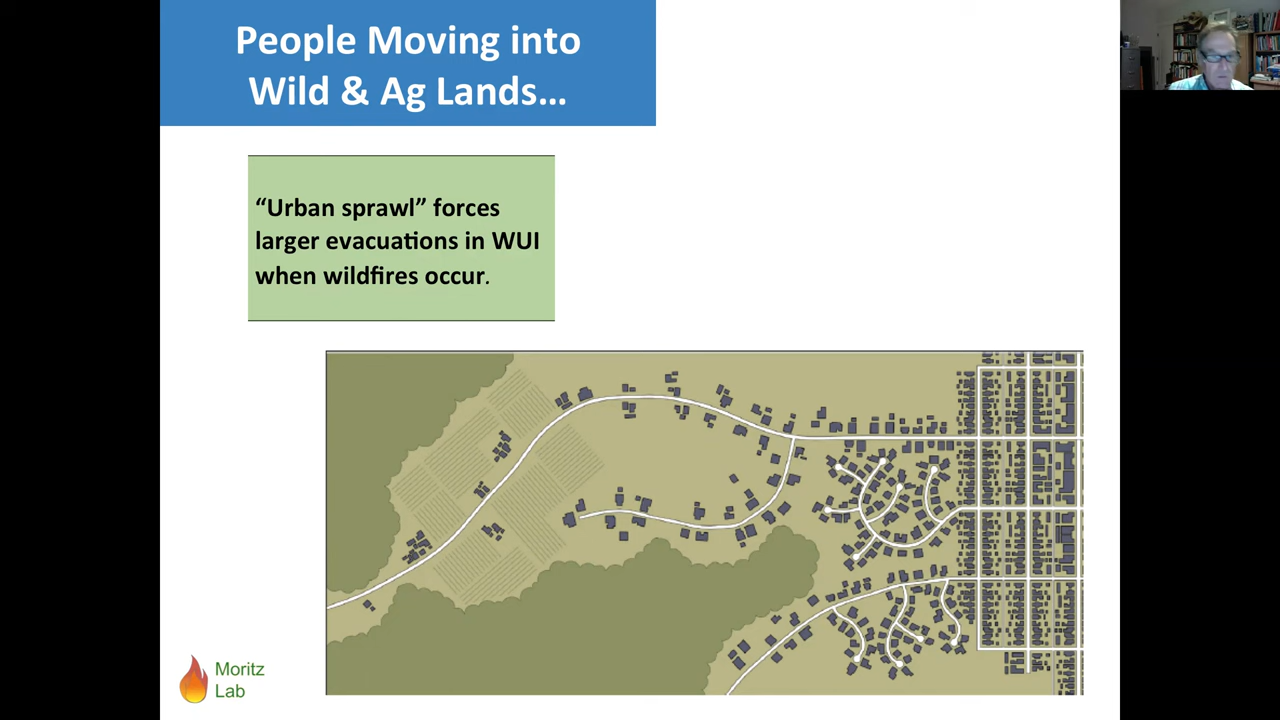 People Moving into
Wild & Ag Lands…
“Urban sprawl” forces
larger evacuations in WUI
when wildfires occur.
Moritz
Lab